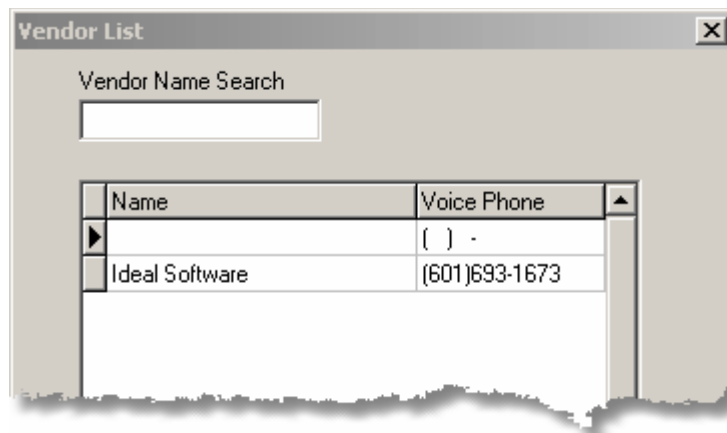 Vendor List
Vendor Name Search
Name Voice Phone
( ) -
Ideal Software (601)693-1673